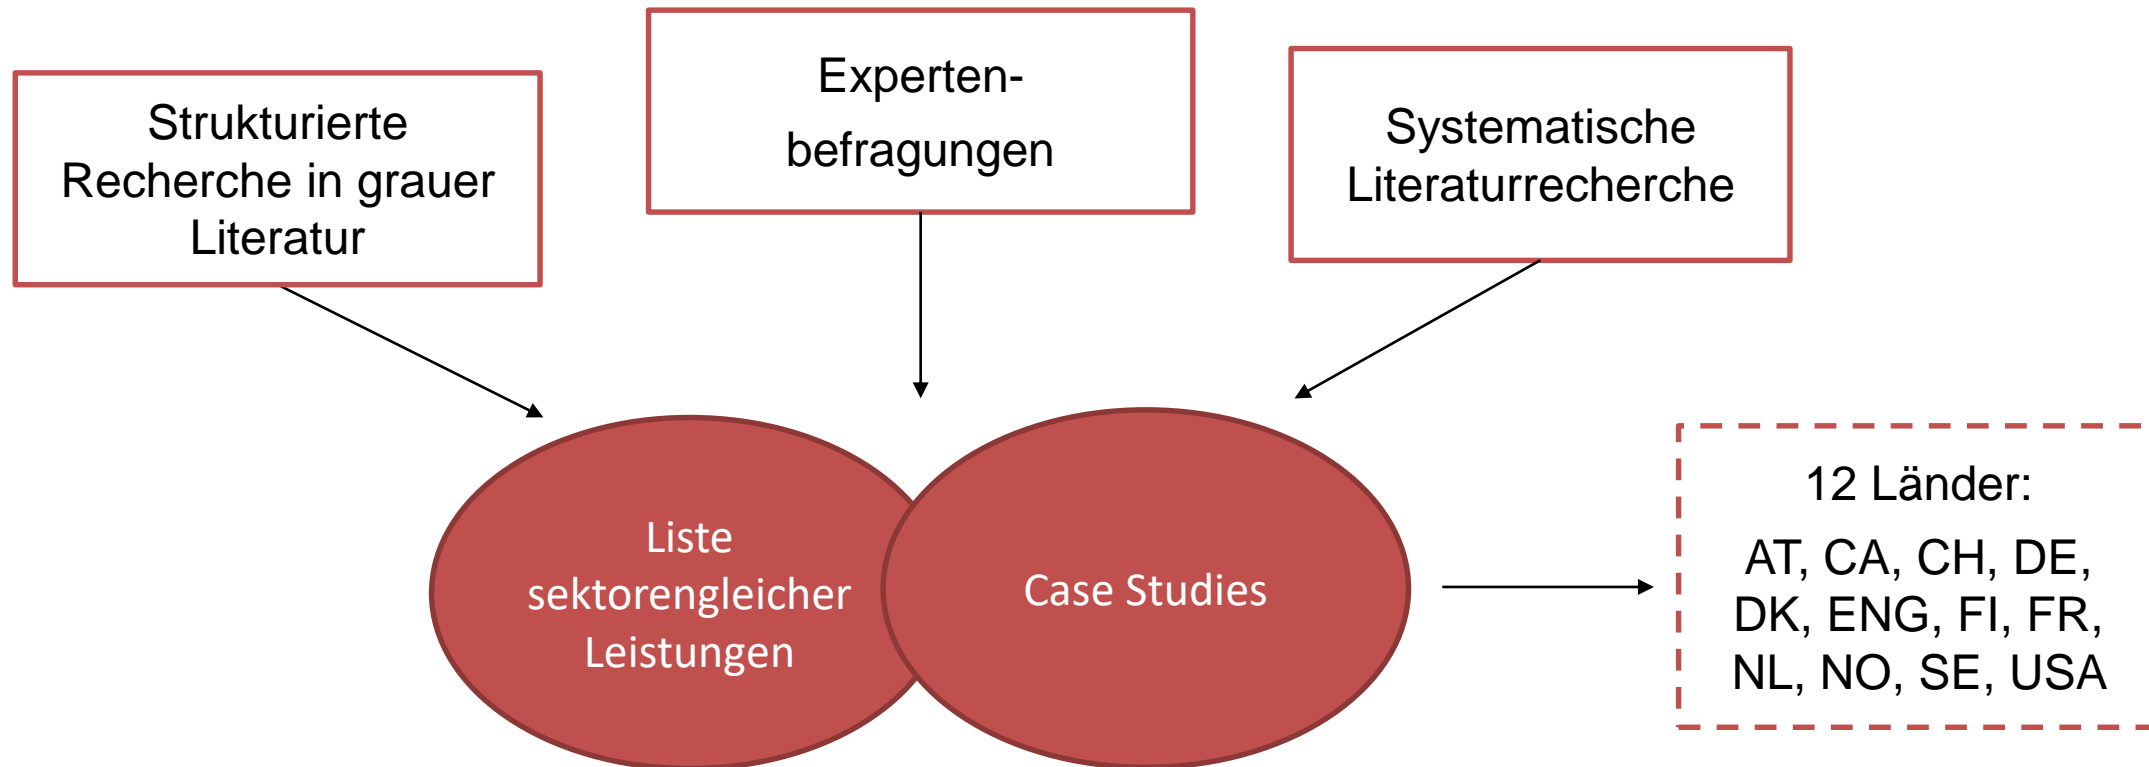 Strukturierte
Recherche in grauer
Literatur
Experten-
befragungen
Systematische
Literaturrecherche
Liste
sektorengleicher
Leistungen
Case Studies
12 Länder:
AT, CA, CH, DE,
DK, ENG, FI, FR,
NL, NO, SE, USA